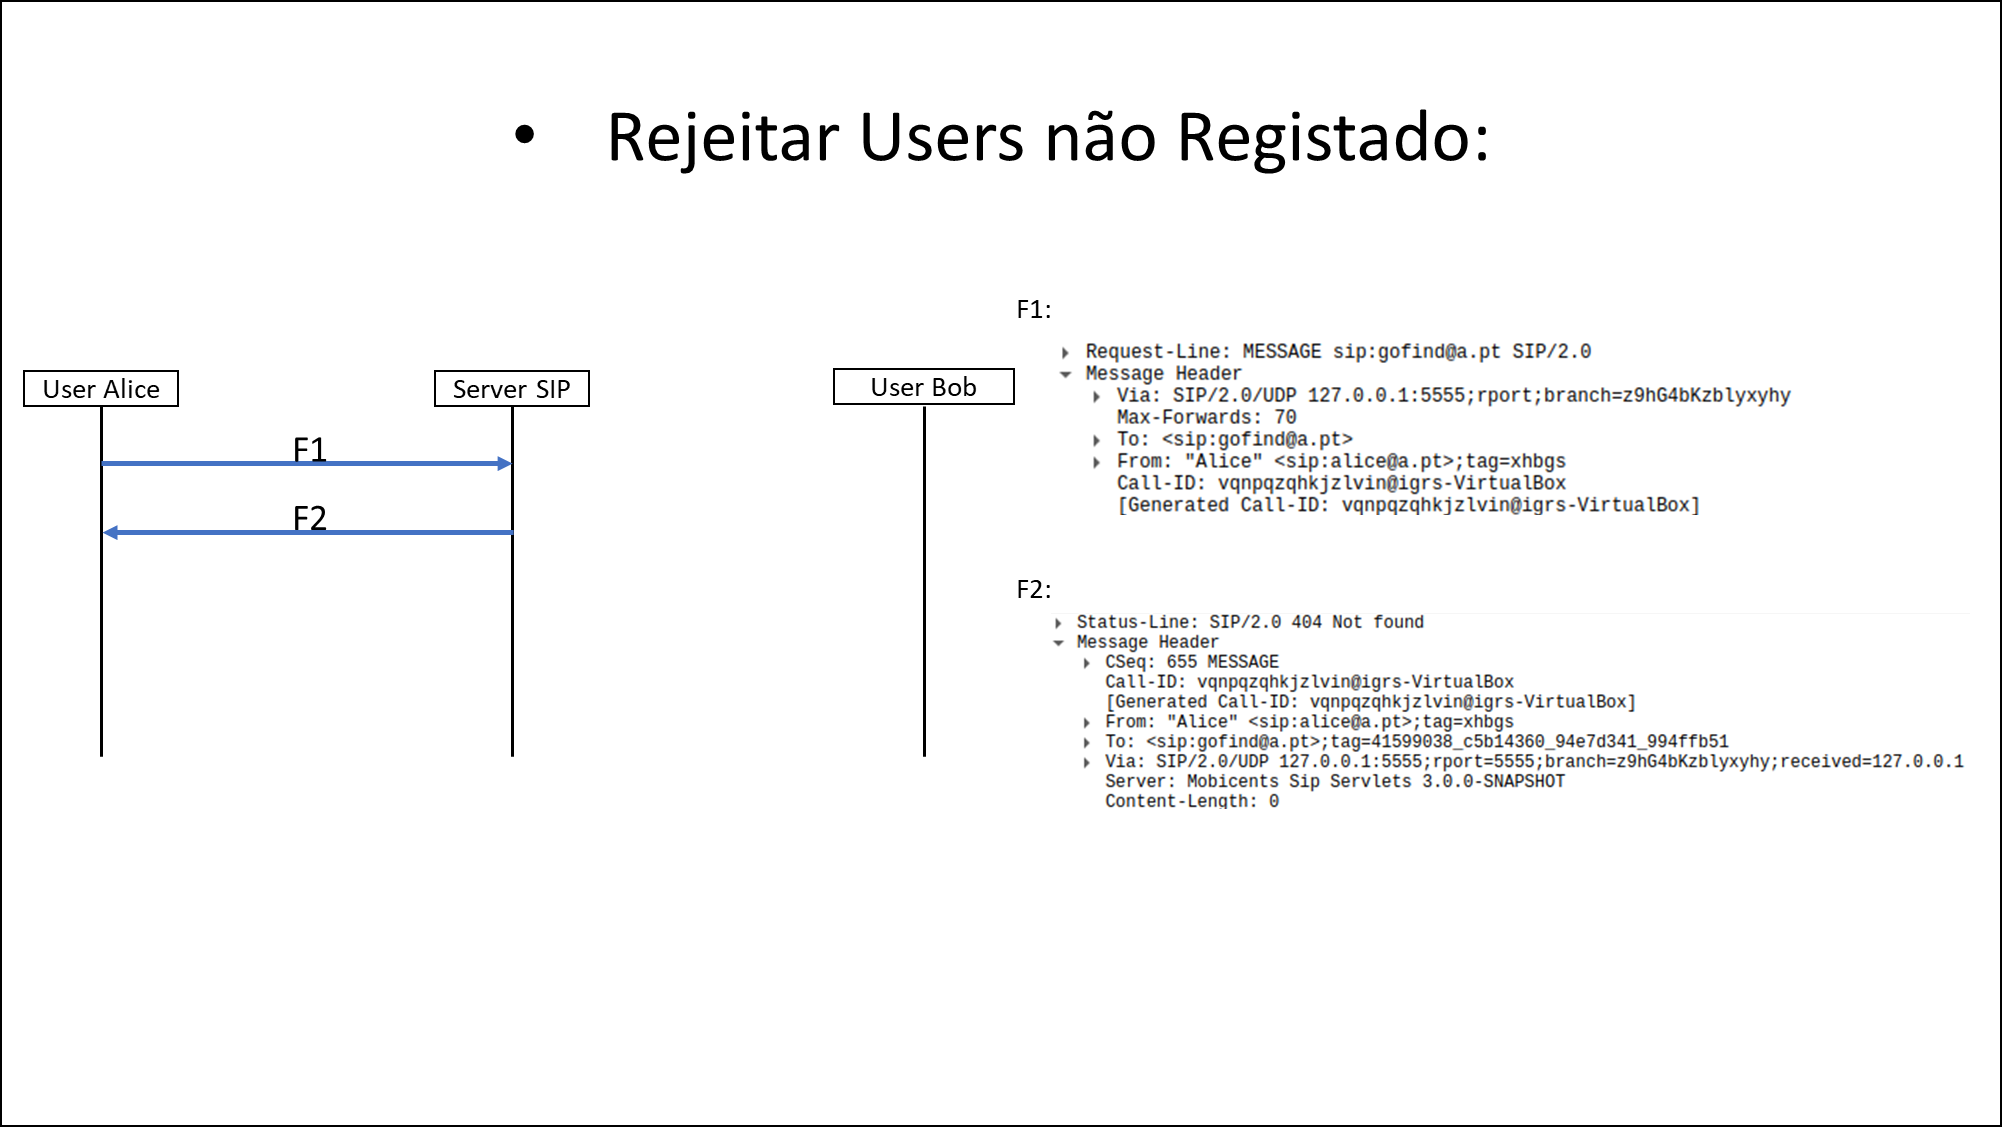 • Rejeitar Users não Registado:
User Alice
Server SIP
User Bob
F1
F2
F1:
Request-Line: MESSAGE sip:gofind@a.pt SIP/2.0
Message Header
Via: SIP/2.0/UDP 127.0.0.1:5555;rport;branch=z9hG4bKzblyxyhy
Max-Forwards: 70
To: <sip:gofind@a.pt>
From: "Alice" <sip:alice@a.pt>;tag=xhbgs
Call-ID: vqnpqzqhkjzlvin@igrs-VirtualBox
[Generated Call-ID: vqnpqzqhkjzlvin@igrs-VirtualBox]
F2:
Status-Line: SIP/2.0 404 Not found
Message Header
CSeq: 655 MESSAGE
Call-ID: vqnpqzqhkjzlvin@igrs-VirtualBox
[Generated Call-ID: vqnpqzqhkjzlvin@igrs-VirtualBox]
From: "Alice" <sip:alice@a.pt>;tag=xhbgs
To: <sip:gofind@a.pt>;tag=41599038_c5b14360_94e7d341_994ffb51
Via: SIP/2.0/UDP 127.0.0.1:5555;rport=5555;branch=z9hG4bKzblyxyhy;received=127.0.0.1
Server: Mobicents Sip Servlets 3.0.0-SNAPSHOT
Content-Length: 0